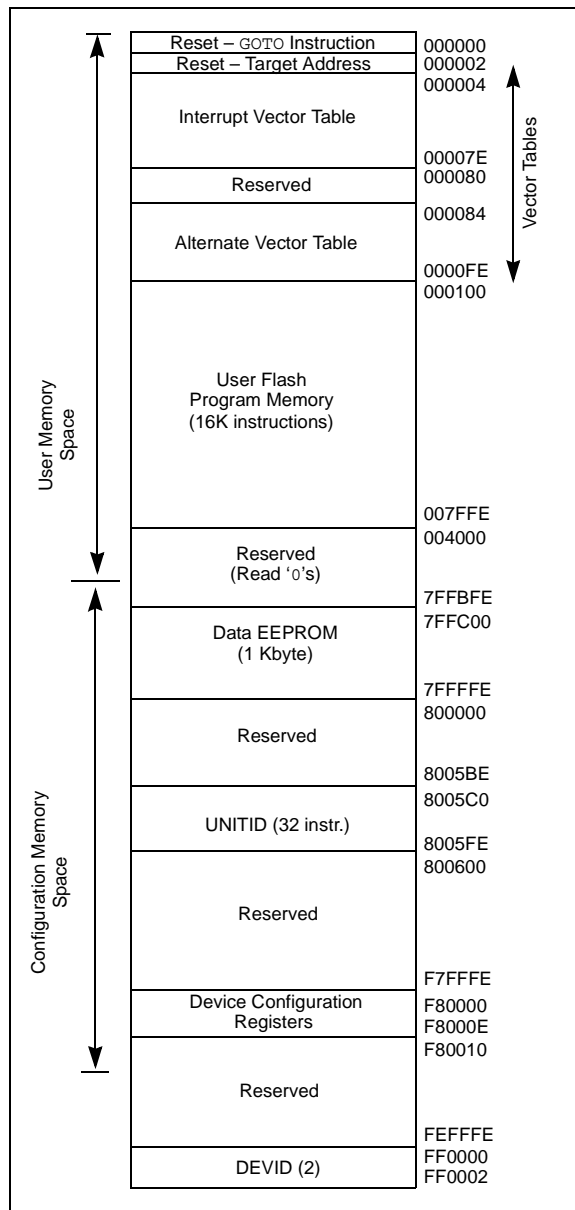 Reset – GOTO Instruction
000000
Reset – Target Address
000002
000004
Interrupt Vector Table
00007E
000080
Reserved
000084
Alternate Vector Table
0000FE
000100
Vector Tables
User Flash
Program Memory
(16K instructions)
007FFE
004000
Reserved
(Read ‘0’s)
7FFBFE
7FFC00
Data EEPROM
(1 Kbyte)
7FFFFE
800000
Reserved
8005BE
8005C0
UNITID (32 instr.)
8005FE
800600
Reserved
F7FFFE
Device Configuration
Registers
F80000
F8000E
F80010
Reserved
FEFFFE
FF0000
DEVID (2)
FF0002
User Memory
Space
Configuration Memory
Space